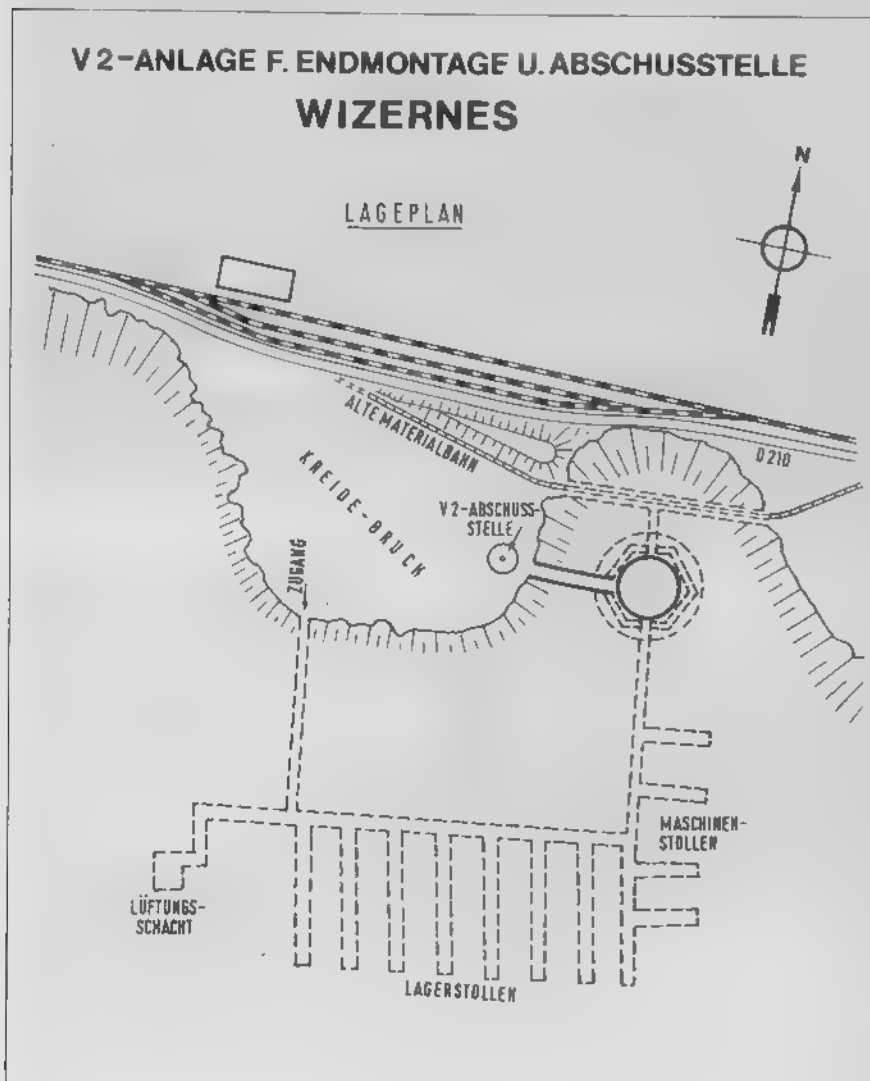 V2-ANLAGE F. ENDMONTAGE U. ABSCHUSSTELLE
WIZERNES
N
LAGEPLAN
ALTE MATERIALBAHN
D 210
KREIDE-BRUCK
V2-ABSCHUSS-
STELLE
ZUGANG
MASCHINEN-
STOLLEN
LÜFTUNGS-
SCHACHT
LAGERSTOLLEN